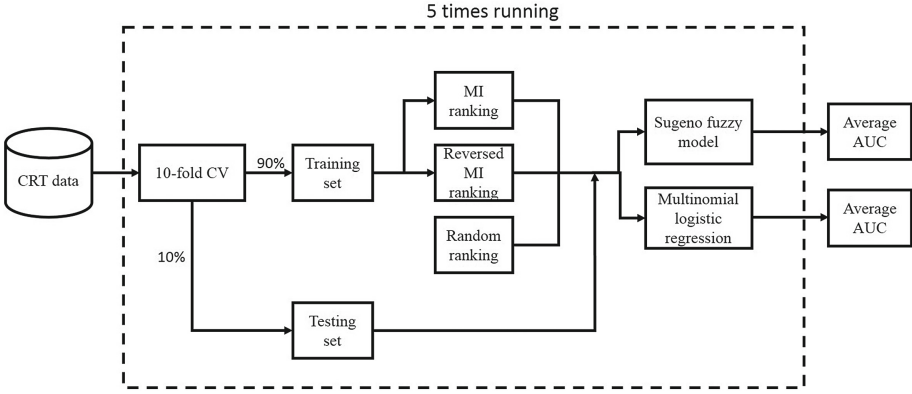 5 times running
CRT data
10-fold CV
90%
10%
Training
set
Testing
set
MI
ranking
Reversed
MI
ranking
Random
ranking
Sugeno fuzzy
model
Multinomial
logistic
regression
Average
AUC
Average
AUC